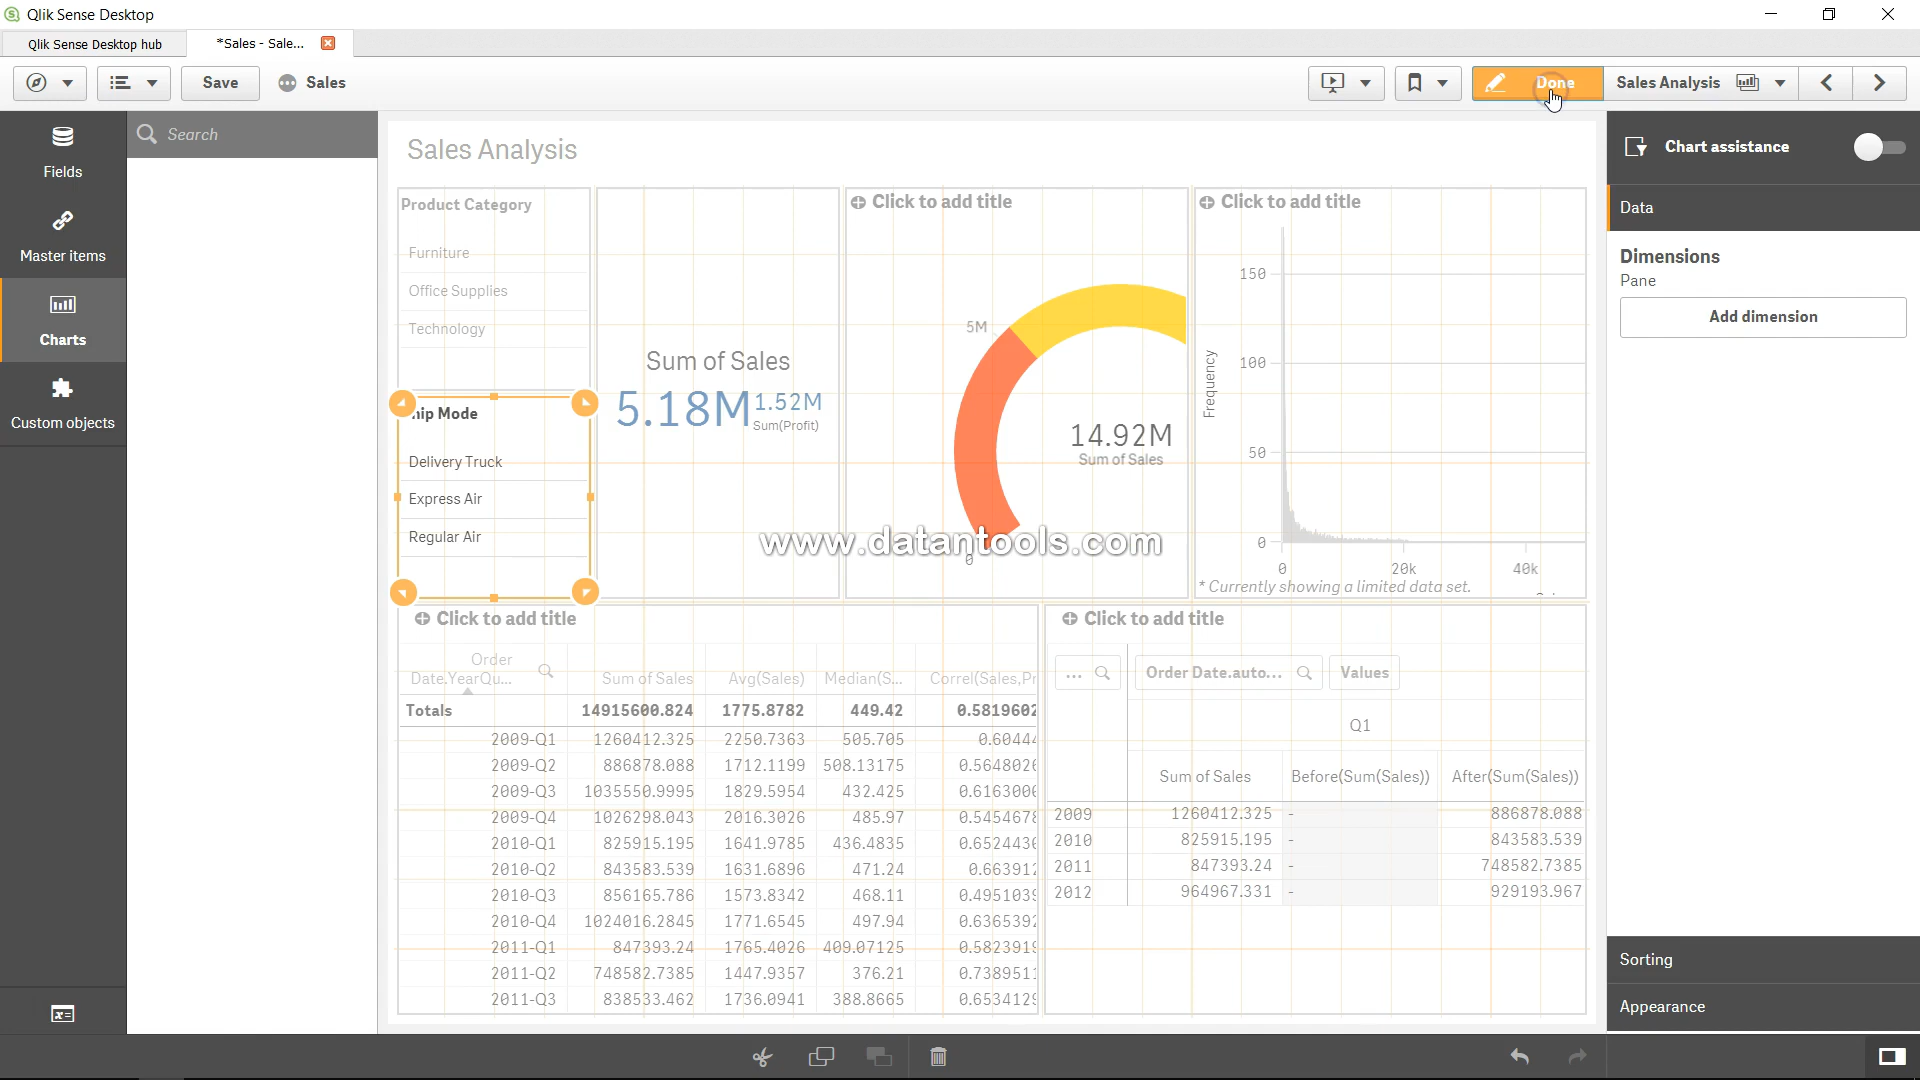 Qlik Sense Desktop
Qlik Sense Desktop hub
*Sales - Sale...
Save
Sales
Done
Sales Analysis
Fields
Master items
Charts
Custom objects
Search
Sales Analysis
Product Category
Furniture
Office Supplies
Technology
hip Mode
Delivery Truck
Express Air
Regular Air
Sum of Sales
5.18M
1.52M
Sum(Profit)
Click to add title
5M
14.92M
Sum of Sales
0
Click to add title
Frequency
150
100
50
0
0
20k
40k
* Currently showing a limited data set.
www.datantools.com
Click to add title
Order
Date.YearQu...
Sum of Sales
Avg(Sales)
Median(S...
Correl(Sales,Pr
Totals 14915600.824 1775.8782 449.42 0.5819602
2009-Q1 1260412.325 2250.7363 505.705 0.6044
2009-Q2 886878.088 1712.1199 508.13175 0.564802
2009-Q3 1035550.9995 1829.5954 432.425 0.616300
2009-Q4 1026298.043 2016.3026 485.97 0.545467
2010-Q1 825915.195 1641.9785 436.4835 0.652443
2010-Q2 843583.539 1631.6896 471.24 0.66391
2010-Q3 856165.786 1573.8342 468.11 0.495103
2010-Q4 1024016.2845 1771.6545 497.94 0.636539
2011-Q1 847393.24 1765.4026 409.07125 0.582391
2011-Q2 748582.7385 1447.9357 376.21 0.738951
2011-Q3 838533.462 1736.0941 388.8665 0.653412
Click to add title
...
Order Date.auto...
Values
Q1
Sum of Sales Before(Sum(Sales)) After(Sum(Sales))
2009 1260412.325 - 886878.088
2010 825915.195 - 843583.539
2011 847393.24 - 748582.7385
2012 964967.331 - 929193.967
Chart assistance
Data
Dimensions
Pane
Add dimension
Sorting
Appearance